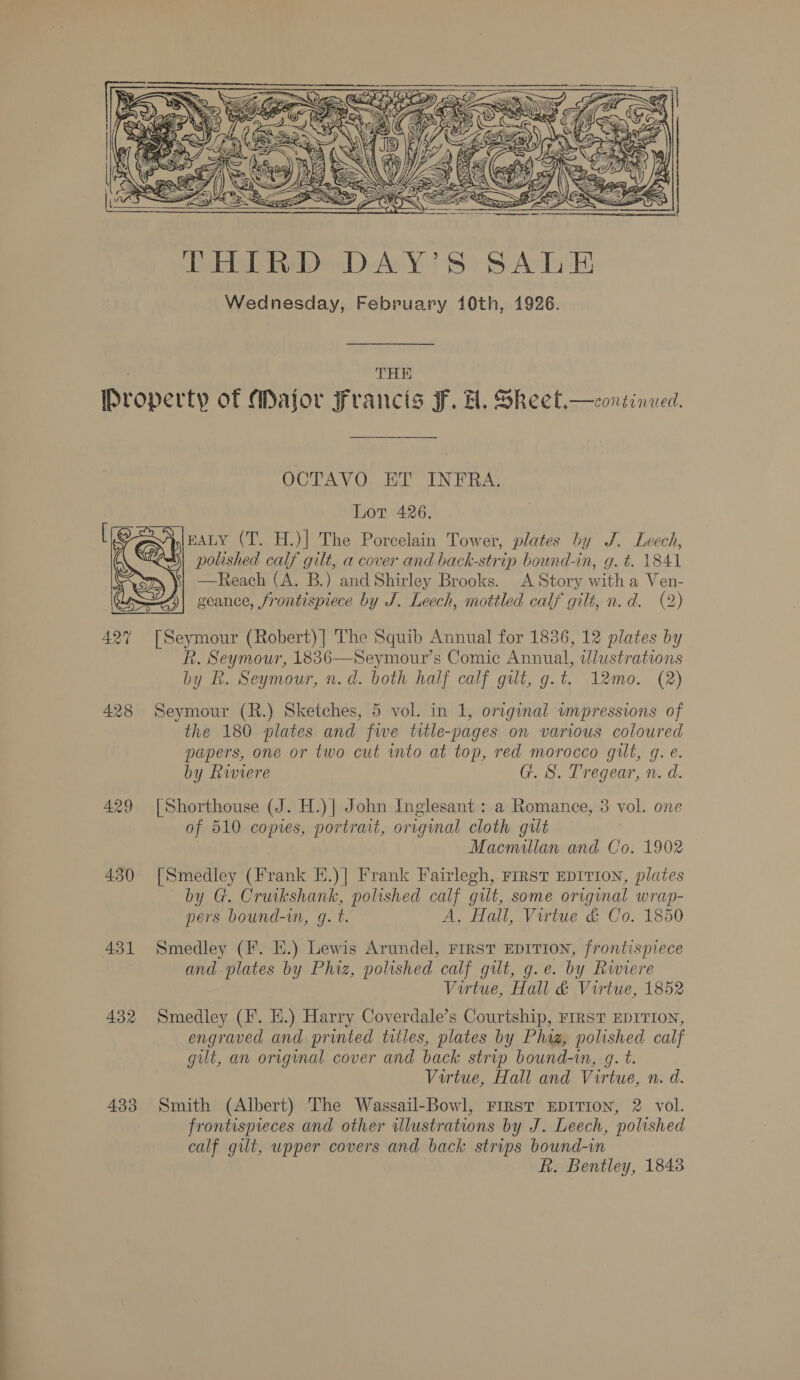 THIRD DAY'S SALE
Wednesday, February 10th, 1926.
THE
Property of Major Francis F. A. Skeet.—continued.
OCTAVO ET INFRA.
Lot 426.
[SEALY (T. H.)] The Porcelain Tower, plates by J. Leech,
polished calf gilt, a cover and back-strip bound-in, g. t. 1841
—Reach (A. B.) and Shirley Brooks. A Story with a Ven-
geance, frontispiece by J. Leech, mottled calf gilt, n. d. (2)
427 [Seymour (Robert)] The Squib Annual for 1836, 12 plates by
R. Seymour, 1836—Seymour's Comic Annual, illustrations
by R. Seymour, n. d. both half calf gilt, g. t. 12mo. (2)
428 Seymour (R.) Sketches, 5 vol. in 1, original impressions of
the 180 plates and five title-pages on various coloured
papers, one or two cut into at top, red morocco gilt, g. e.
by Riviere G. S. Tregear, n. d.
429 [Shorthouse (J. H.)] John Inglesant: a Romance, 3 vol. one
of 510 copies, portrait, original cloth gilt
Macmillan and Co. 1902
430 [Smedley (Frank E.)] Frank Fairlegh, FIRST EDITION, plates
by G. Cruikshank, polished calf gilt, some original wrap-
pers bound-in, g. t. A. Hall, Virtue & Co. 1850
431 Smedley (F. E.) Lewis Arundel, FIRST EDITION, frontispiece
and plates by Phiz, polished calf gilt, g. e. by Riviere
Virtue, Hall & Virtue, 1852
432 Smedley (F. E.) Harry Coverdale's Courtship, FIRST EDITION,
engraved and printed titles, plates by Phiz, polished calf
gilt, an original cover and back strip bound-in, g. t.
Virtue, Hall and Virtue, n. d.
433 Smith (Albert) The Wassail-Bowl, FIRST EDITION, 2 vol.
frontispieces and other illustrations by J. Leech, polished
calf gilt, upper covers and back strips bound-in
R. Bentley, 1843